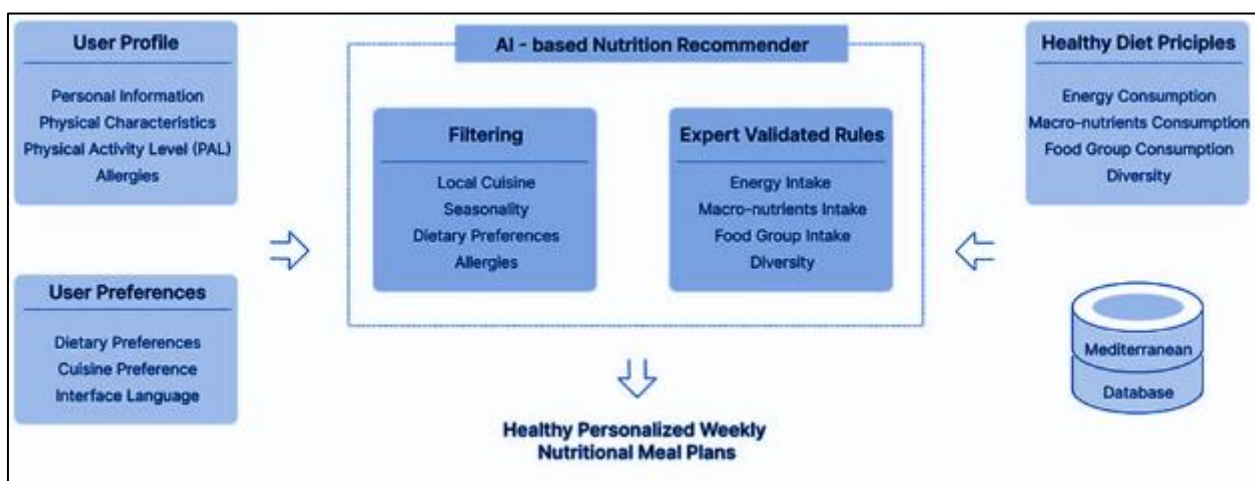 User Profile
Personal Information
Physical Characteristics
Physical Activity Level (PAL)
Allergies
User Preferences
Dietary Preferences
Cuisine Preference
Interface Language
AI - based Nutrition Recommender
Filtering
Local Cuisine
Seasonality
Dietary Preferences
Allergies
Expert Validated Rules
Energy Intake
Macro-nutrients Intake
Food Group Intake
Diversity
Healthy Personalized Weekly
Nutritional Meal Plans
Healthy Diet Priciples
Energy Consumption
Macro-nutrients Consumption
Food Group Consumption
Diversity
Mediterranean
Database